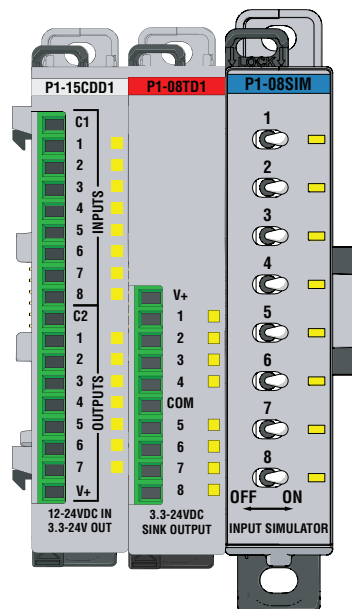 LOCK
P1-15CDD1
C1
1
2
3
4
5
6
7
8
INPUTS
C2
1
2
3
4
5
6
7
V+
OUTPUTS
12-24VDC IN
3.3-24V OUT
P1-08TD1
V+
1
2
3
4
COM
5
6
7
8
3.3-24VDC
SINK OUTPUT
P1-08SIM
1
2
3
4
5
6
7
8
OFF ON
INPUT SIMULATOR